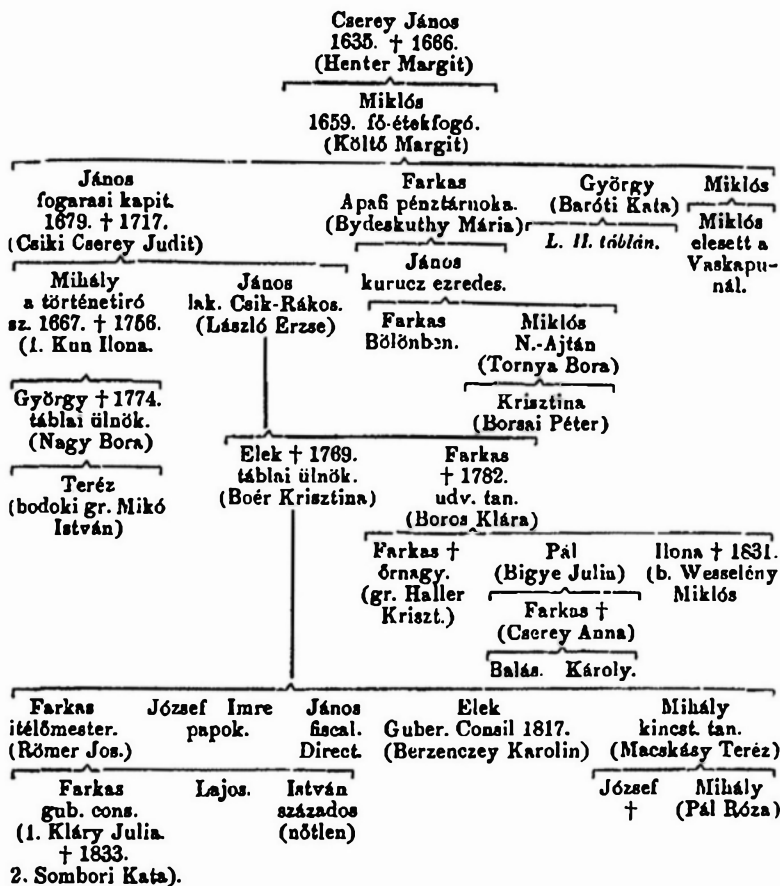 Cserey János
1635. † 1666.
(Henter Margit)
Miklós
1659. fő-étekfogó.
(Költő Margit)
János
fogarasi kapit.
1679. † 1717.
(Csiki Cserey Judit)
Farkas
Apafi pénztárnoka.
(Bydeskuthy Mária)
György
(Baróti Kata)
L. II. táblán.
Miklós
Miklós
elesett a
Vaskapu-
nál.
Mihály
a történetiró
sz. 1667. † 1756.
(1. Kun Ilona.
János
lak. Csik-Rákos.
(László Erzse)
János
kurucz ezredes.
Farkas
Bölönben.
Miklós
N.-Ajtán
(Tornya Bora)
Krisztina
(Borsai Péter)
György † 1774.
táblai ülnök.
(Nagy Bora)
Teréz
(bodoki gr. Mikó
István)
Elek † 1769.
táblai ülnök.
(Boér Krisztina)
Farkas
† 1782.
udv. tan.
(Boros Klára)
Farkas †
őrnagy.
(gr. Haller
Kriszt.)
Pál
(Bigye Julia)
Farkas †
(Cserey Anna)
Balás. Károly.
Ilona † 1831.
(b. Wesselény
Miklós
Farkas
itélőmester.
(Römer Jos.)
József Imre
papok.
János
fiscal.
Direct.
Elek
Guber. Consil 1817.
(Berzenczey Karolin)
Mihály
kincst. tan.
(Macskásy Teréz)
Farkas
gub. cons.
(1. Kláry Julia.
† 1833.
2. Sombori Kata).
Lajos.
István
százados
(nőtlen)
József
†
Mihály
(Pál Róza)